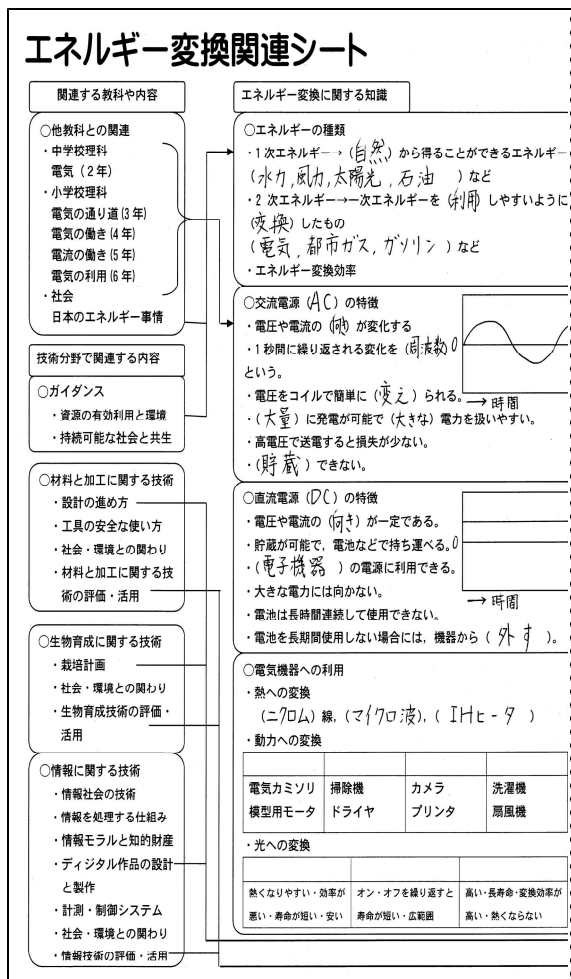 エネルギー変換関連シート
関連する教科や内容
○他教科との関連
・中学校理科
電気(2年)
・小学校理科
電気の通り道(3年)
電気の働き(4年)
電流の働き(5年)
電気の利用(6年)
・社会
日本のエネルギー事情
技術分野で関連する内容
○ガイダンス
・資源の有効利用と環境
・持続可能な社会と共生
○材料と加工に関する技術
・設計の進め方
・工具の安全な使い方
・社会・環境との関わり
・材料と加工に関する技
術の評価・活用
○生物育成に関する技術
・栽培計画
・社会・環境との関わり
・生物育成技術の評価・
活用
○情報に関する技術
・情報社会の技術
・情報を処理する仕組み
・情報モラルと知的財産
・ディジタル作品の設計
と製作
・計測・制御システム
・社会・環境との関わり
・情報技術の評価・活用
エネルギー変換に関する知識
○エネルギーの種類
・1次エネルギー→(自然)から得ることができるエネルギー
(水力,風力,太陽光,石油)など
・2次エネルギー→一次エネルギーを(利用)しやすいように
(変換)したもの
(電気,都市ガス,ガソリン)など
・エネルギー変換効率
○交流電源(AC)の特徴
・電圧や電流の(向き)が変化する
・1秒間に繰り返される変化を(周波数)
という。
・電圧をコイルで簡単に(変え)られる。
・(大量)に発電が可能で(大きな)電力を扱いやすい。
・高電圧で送電すると損失が少ない。
・(貯蔵)できない。
0
→時間
○直流電源(DC)の特徴
・電圧や電流の(向き)が一定である。
・貯蔵が可能で,電池などで持ち運べる。
・(電子機器)の電源に利用できる。
・大きな電力には向かない。
・電池は長時間連続して使用できない。
・電池を長期間使用しない場合には,機器から(外す)。
0
→時間
○電気機器への利用
・熱への変換
(ニクロム)線,(マイクロ波),(IHヒータ)
・動力への変換
電気カミソリ 掃除機 カメラ 洗濯機
模型用モータ ドライヤ プリンタ 扇風機
・光への変換
熱くなりやすい・効率が オン・オフを繰り返すと 高い・長寿命・変換効率が
悪い・寿命が短い・安い 寿命が短い・広範囲 高い・熱くならない